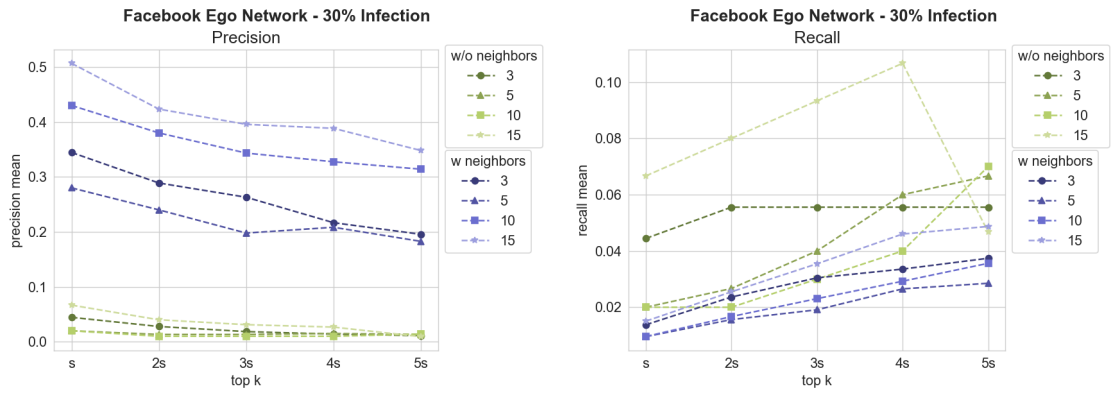 Facebook Ego Network - 30% Infection
Precision
precision mean
0.5
0.4
0.3
0.2
0.1
0.0
s 2s 3s 4s 5s
top k
w/o neighbors
3
5
10
15
w neighbors
3
5
10
15
Facebook Ego Network - 30% Infection
Recall
recall mean
0.10
0.08
0.06
0.04
0.02
s 2s 3s 4s 5s
top k
w/o neighbors
3
5
10
15
w neighbors
3
5
10
15